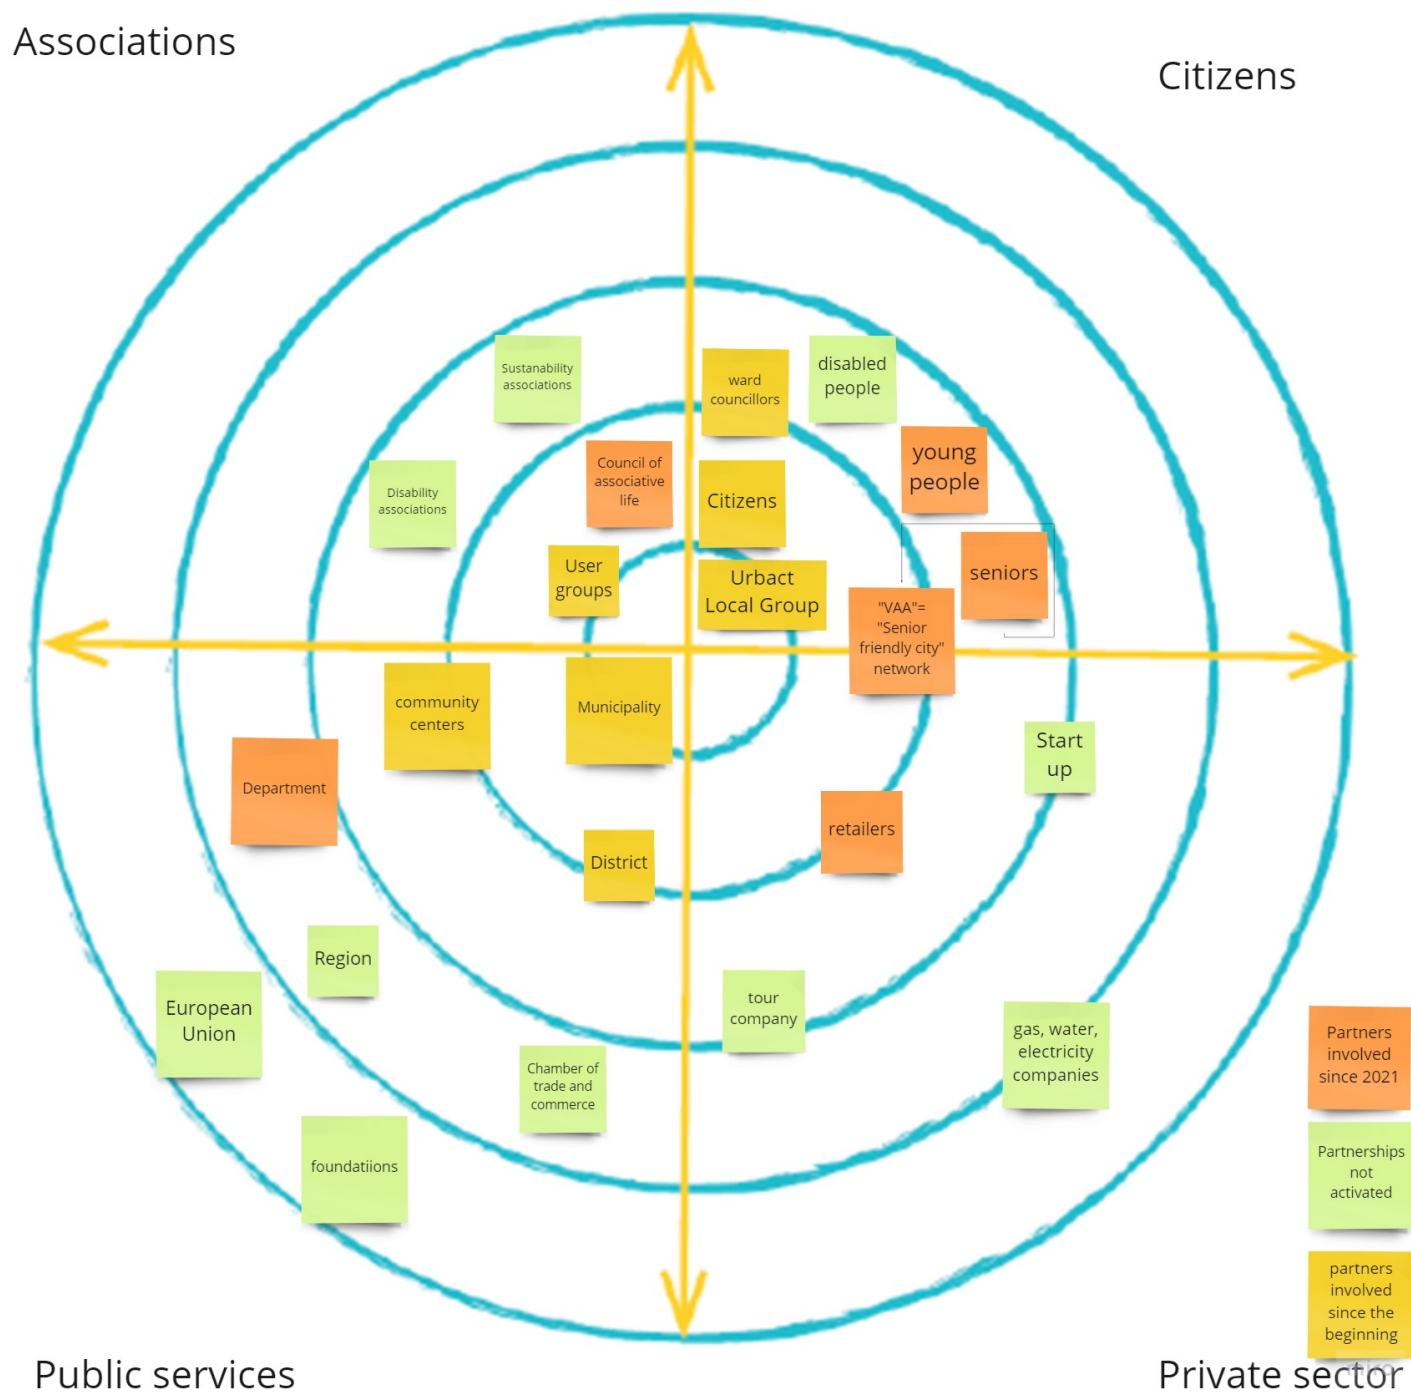 Associations
Citizens
Sustanability
associations
ward
councillors
disabled
people
Council of
associative
life
young
people
Disability
associations
Citizens
User
groups
Urbact
Local Group
seniors
"VAA"=
"Senior
friendly city"
network
community
centers
Municipality
Start
up
Department
retailers
District
Region
European
Union
tour
company
gas, water,
electricity
companies
Chamber of
trade and
commerce
foundatiions
Partners
involved
since 2021
Partnerships
not
activated
partners
involved
since the
beginning
Public services
Private sector
miro